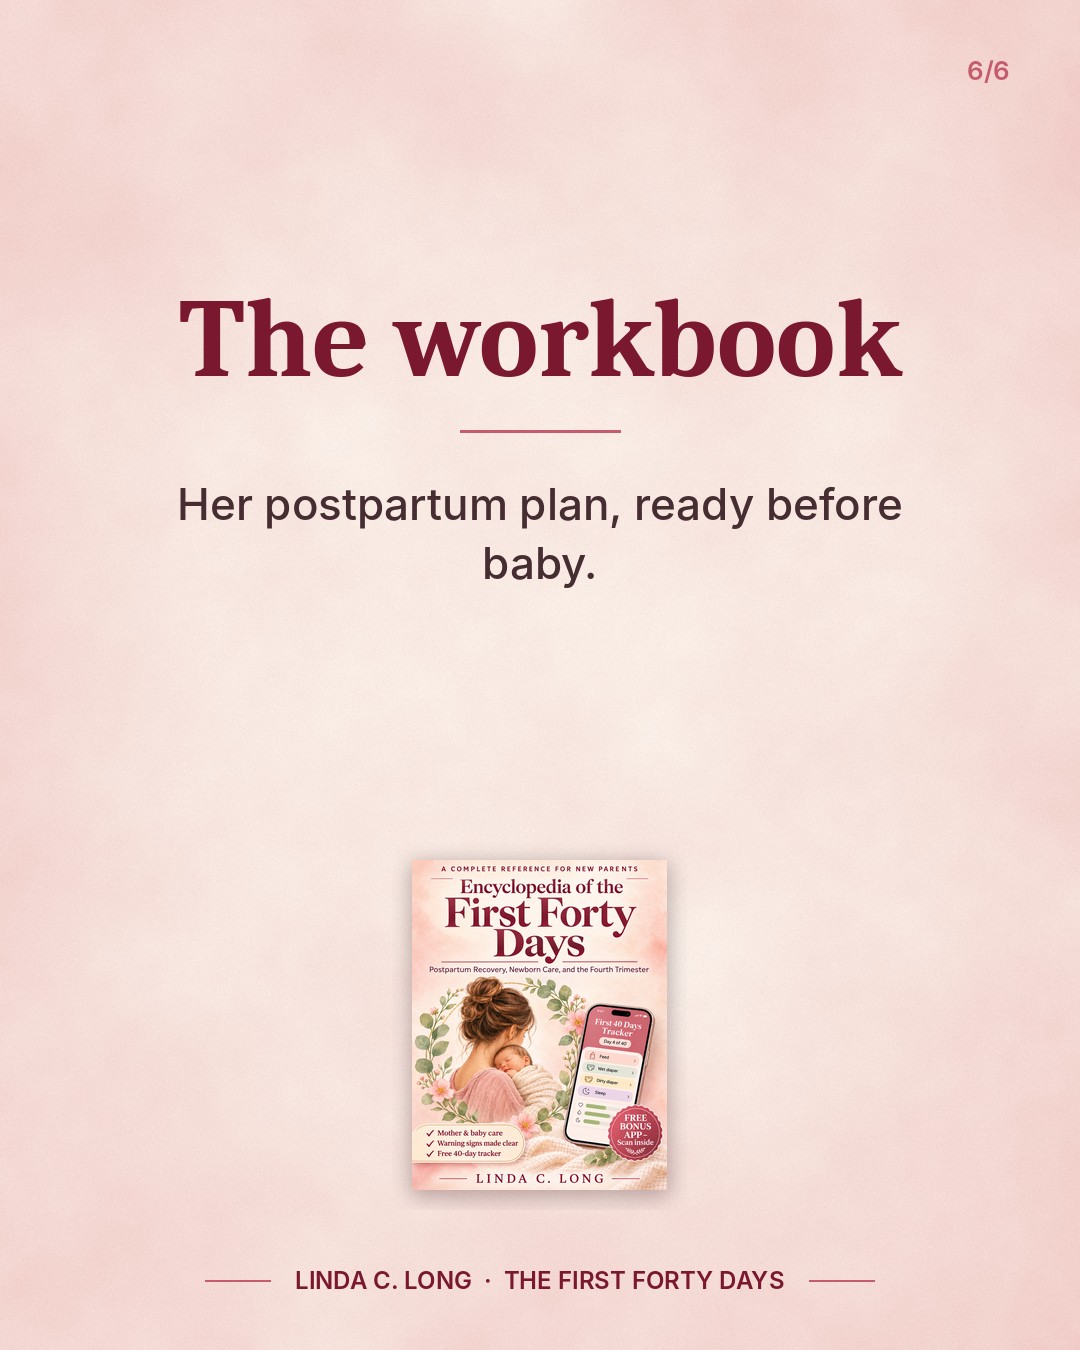 6/6
The workbook
Her postpartum plan, ready before
baby.
A COMPLETE REFERENCE FOR NEW PARENTS
Encyclopedia of the
First Forty
Days
Postpartum Recovery, Newborn Care, and the Fourth Trimester
First 40 Days
Tracker
Day 4 of 40
Feed
Wet diaper
Dirty diaper
Sleep
FREE
BONUS
APP–
Scan inside
Mother & baby care
Warning signs made clear
Free 40-day tracker
LINDA C. LONG
LINDA C. LONG · THE FIRST FORTY DAYS